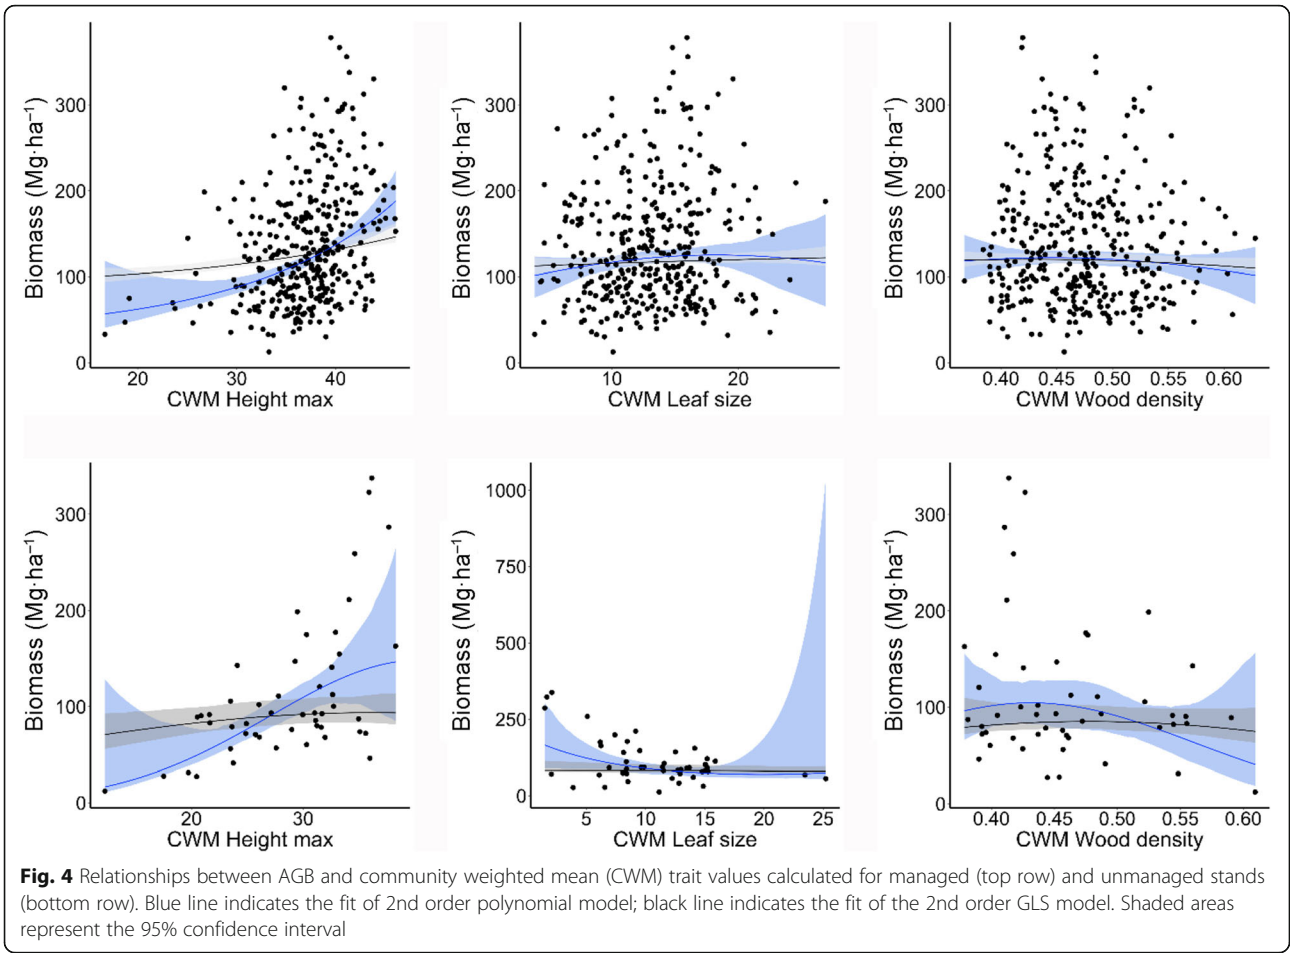 300
200
100
0
Biomass (Mg·ha⁻¹)
20 30 40
CWM Height max
300
200
100
0
Biomass (Mg·ha⁻¹)
10 20
CWM Leaf size
300
200
100
0
Biomass (Mg·ha⁻¹)
0.40 0.45 0.50 0.55 0.60
CWM Wood density
300
200
100
0
Biomass (Mg·ha⁻¹)
20 30
CWM Height max
1000
750
500
250
0
Biomass (Mg·ha⁻¹)
5 10 15 20 25
CWM Leaf size
300
200
100
0
Biomass (Mg·ha⁻¹)
0.40 0.45 0.50 0.55 0.60
CWM Wood density
Fig. 4 Relationships between AGB and community weighted mean (CWM) trait values calculated for managed (top row) and unmanaged stands
(bottom row). Blue line indicates the fit of 2nd order polynomial model; black line indicates the fit of the 2nd order GLS model. Shaded areas
represent the 95% confidence interval